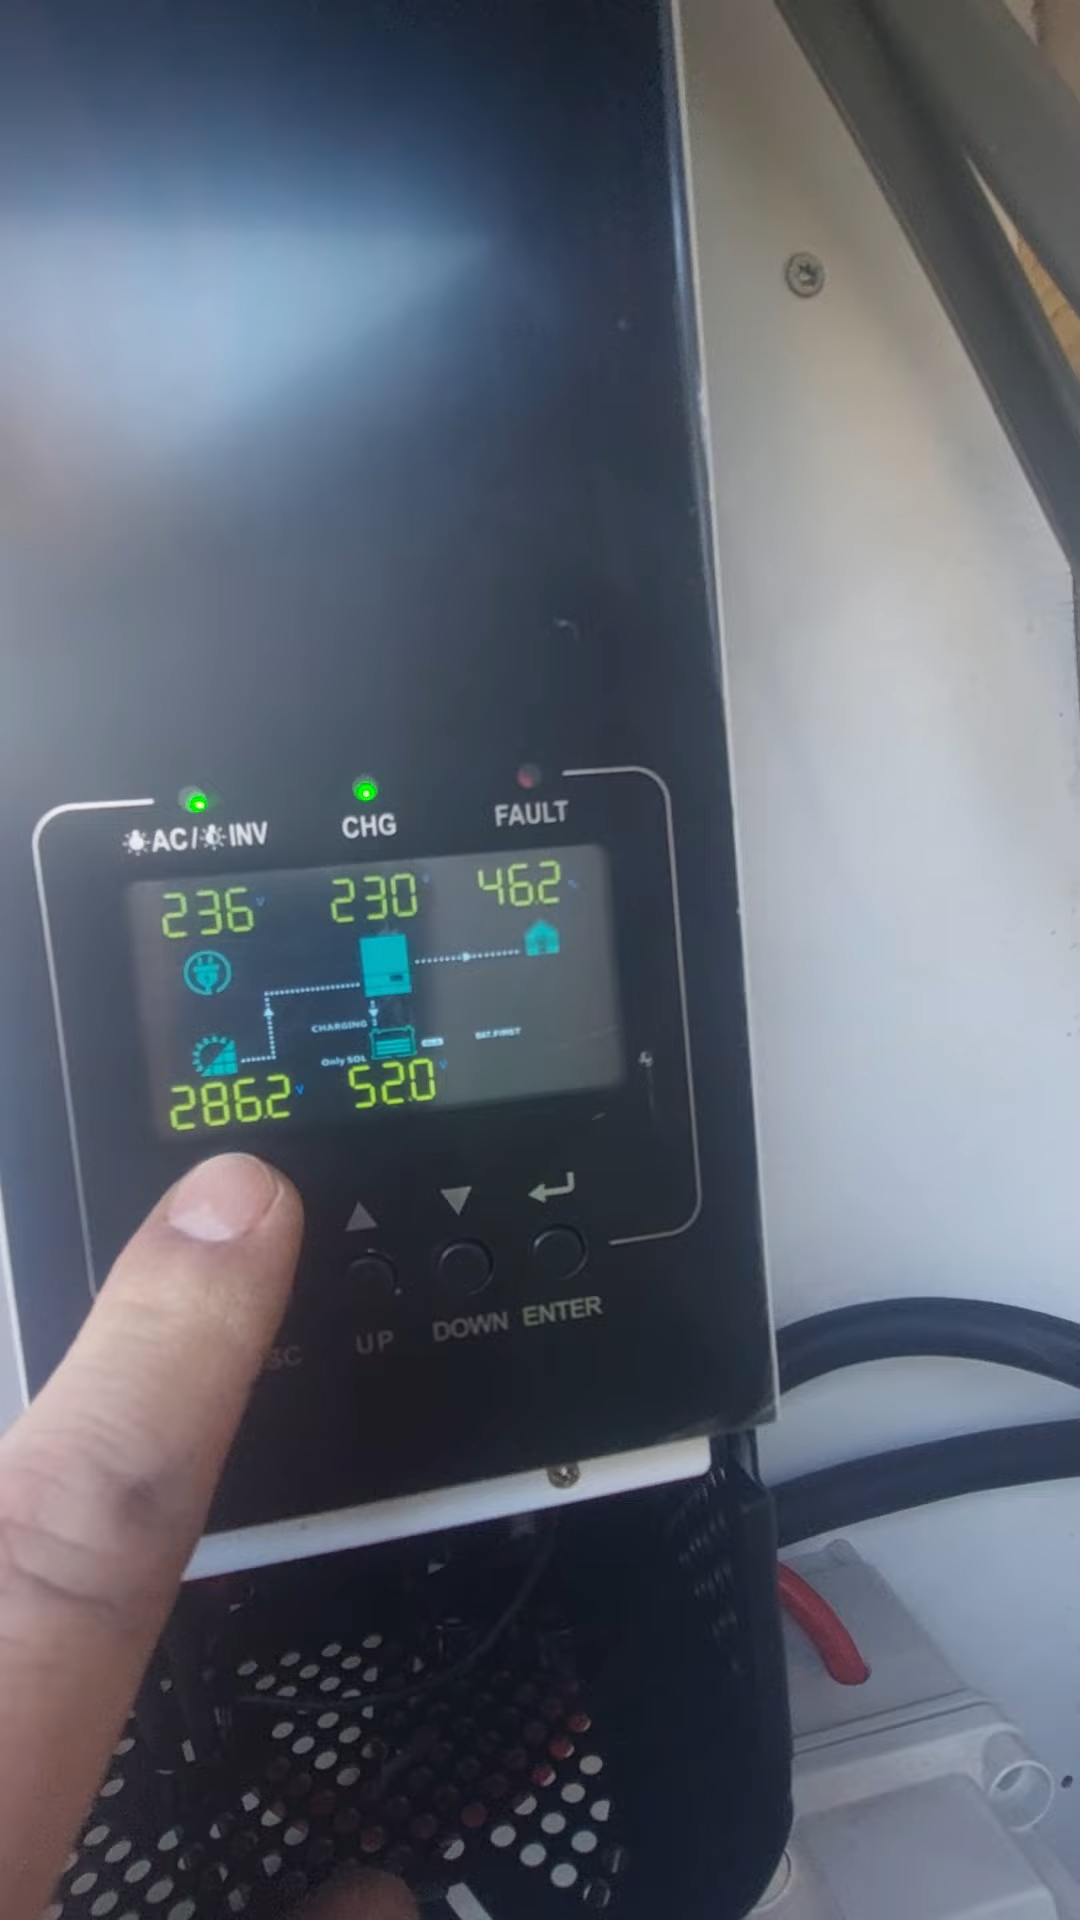 AC/ INV CHG FAULT
236 V 230 V 46.2 %
CHARGING
BAT.FIRST
Only SOL
286.2 V 52.0 V
UP DOWN ENTER